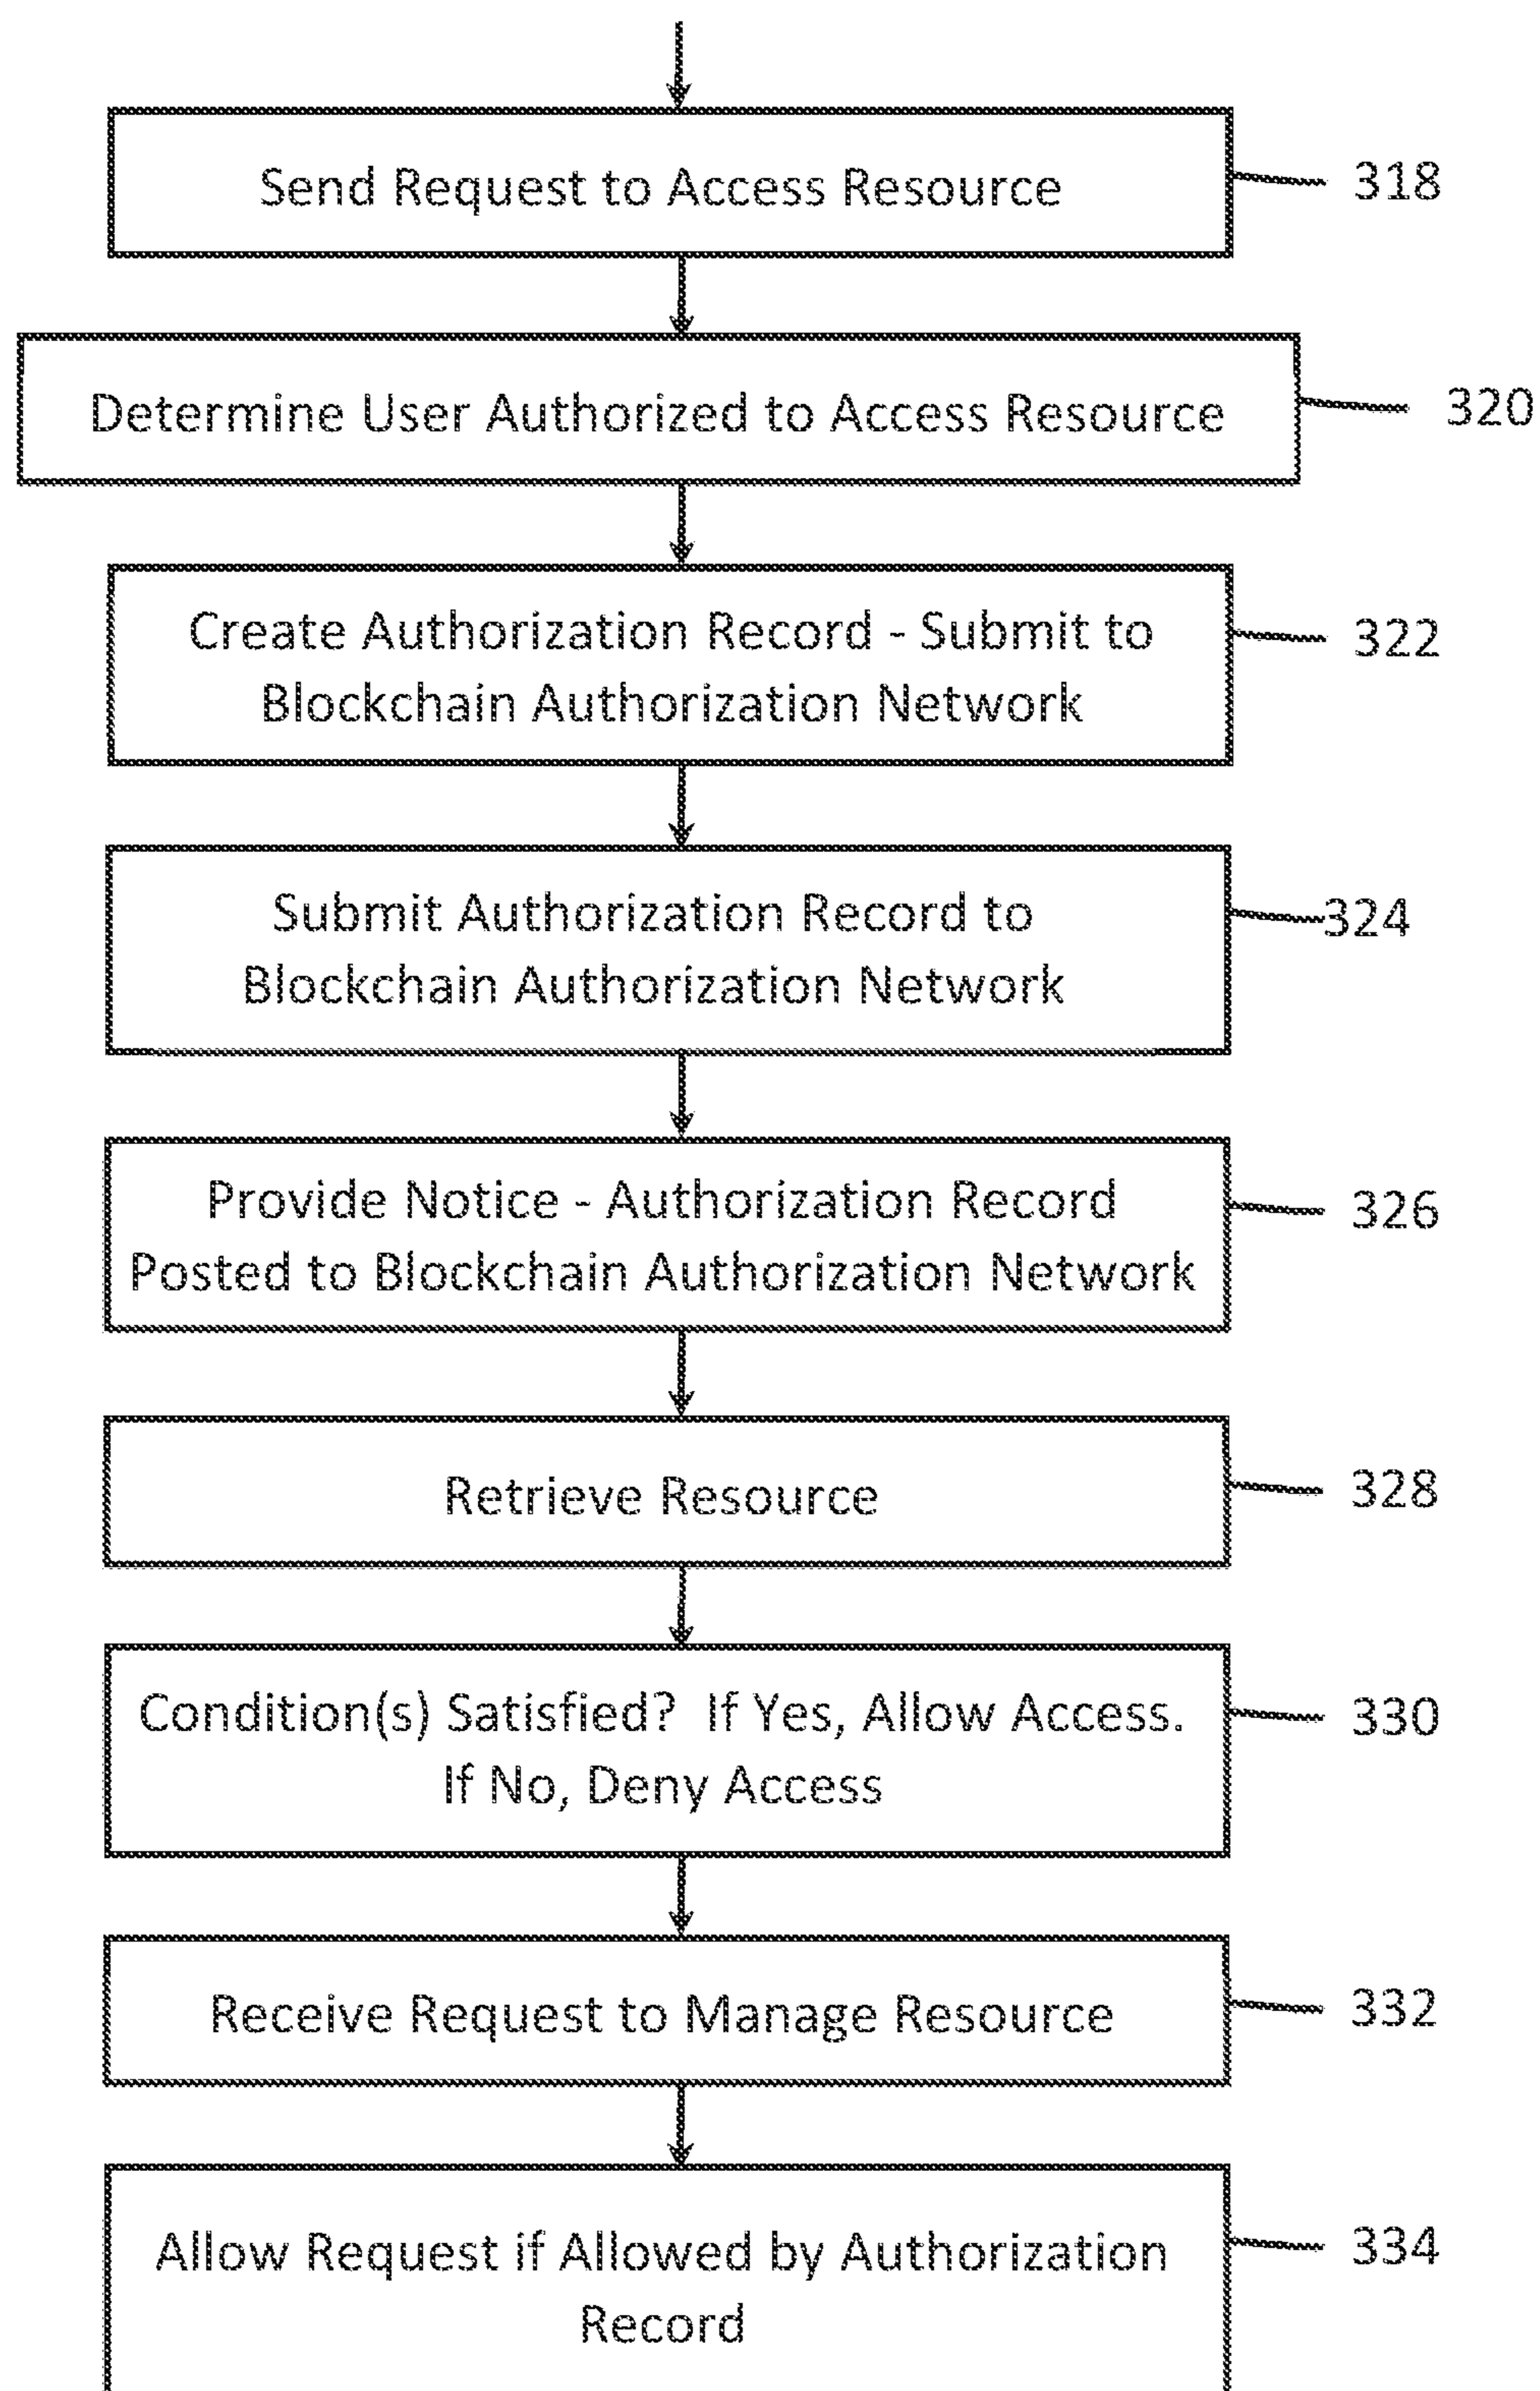 Send Request to Access Resource
318
Determine User Authorized to Access Resource
320
Create Authorization Record - Submit to
Blockchain Authorization Network
322
Submit Authorization Record to
Blockchain Authorization Network
324
Provide Notice - Authorization Record
Posted to Blockchain Authorization Network
326
Retrieve Resource
328
Condition(s) Satisfied?  If Yes, Allow Access.
If No, Deny Access
330
Receive Request to Manage Resource
332
Allow Request if Allowed by Authorization
Record
334